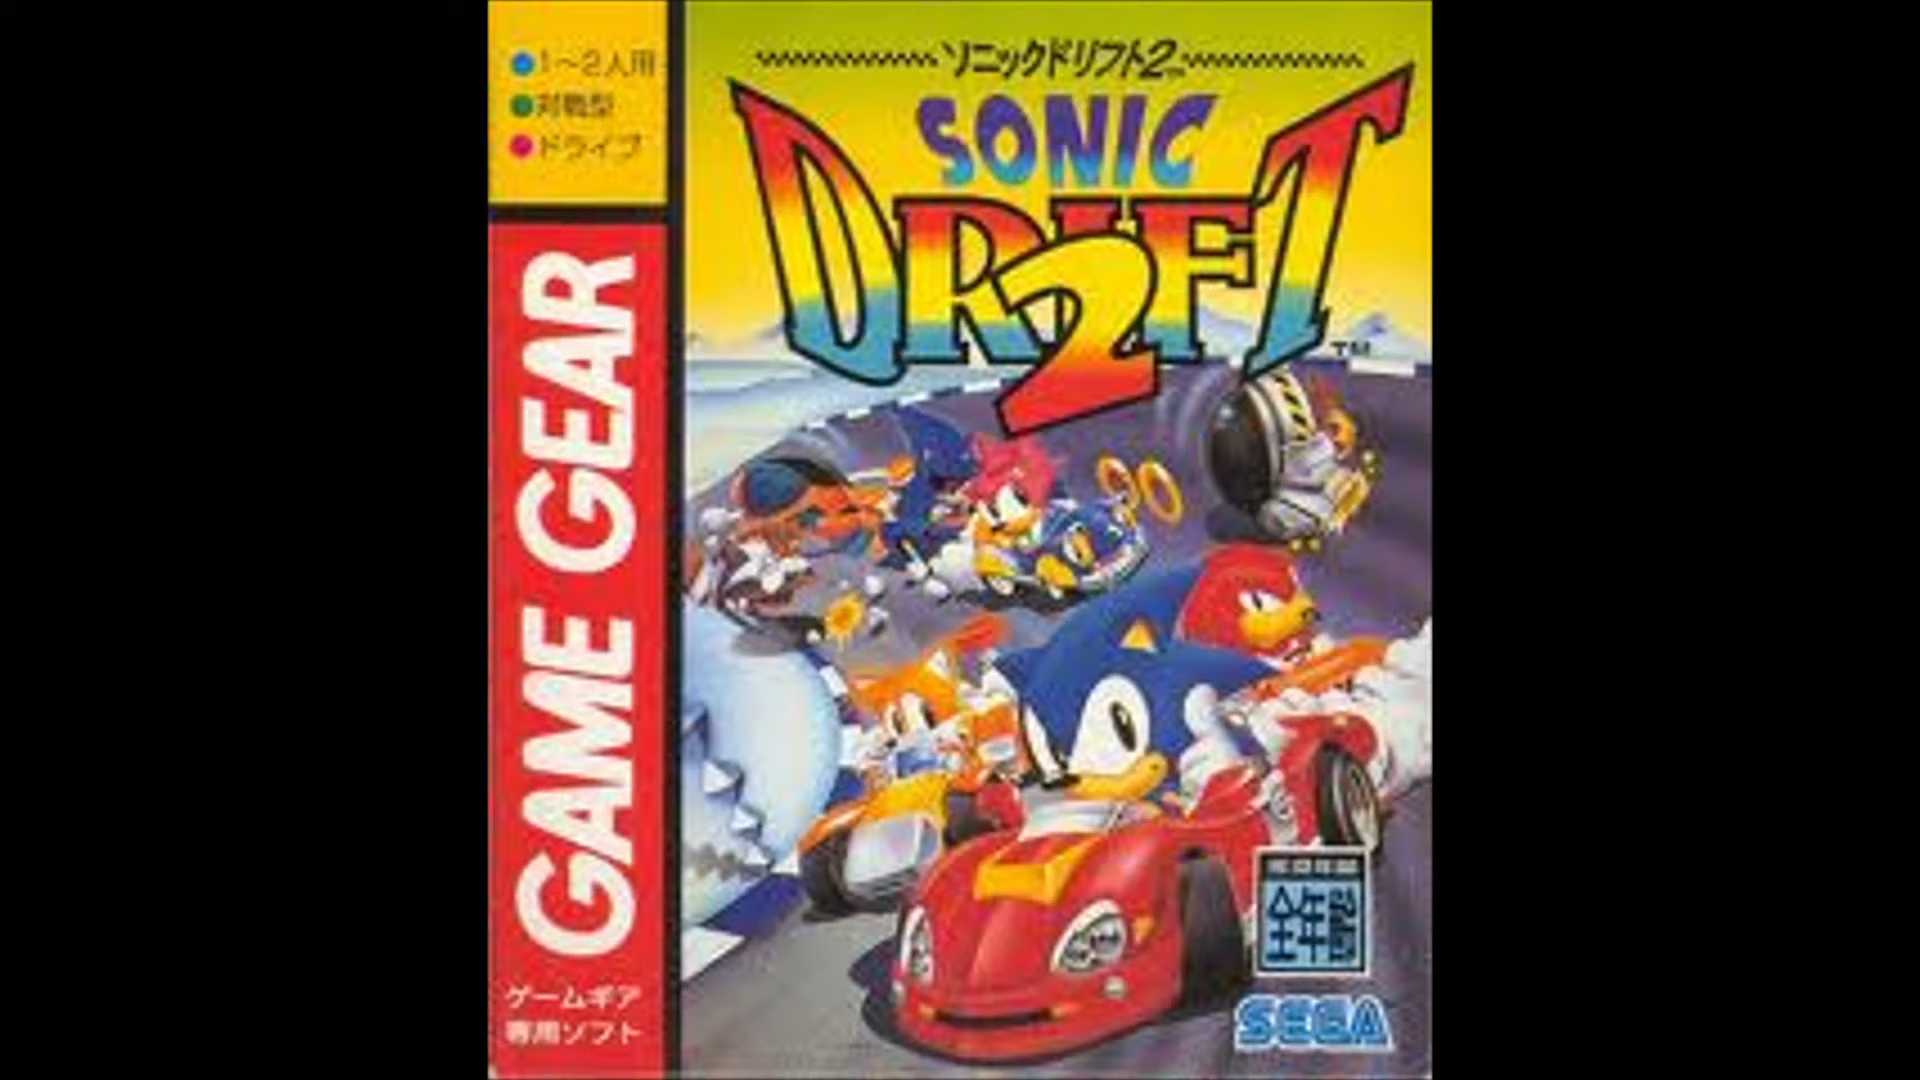 1〜2人用
対戦型
ドライブ
GAME GEAR
ゲームギア
専用ソフト
ソニックドリフト2™
SONIC
DRIFT
2
TM
全年齢
SEGA